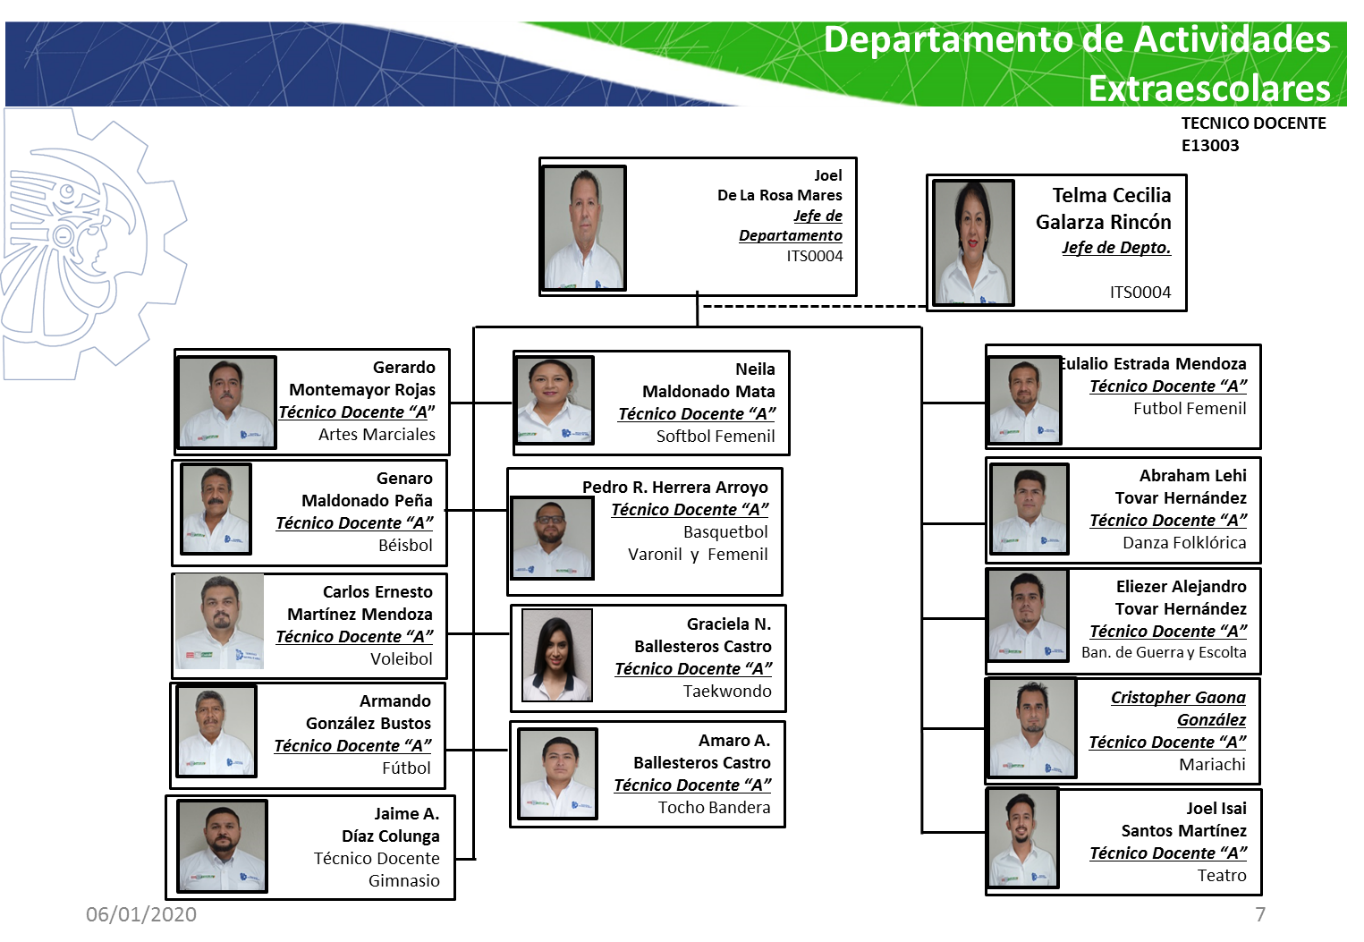 Departamento de Actividades
Extraescolares
TECNICO DOCENTE
E13003
Joel
De La Rosa Mares
Jefe de
Departamento
ITS0004
Telma Cecilia
Galarza Rincón
Jefe de Depto.
ITS0004
Gerardo
Montemayor Rojas
Técnico Docente “A”
Artes Marciales
Genaro
Maldonado Peña
Técnico Docente “A”
Béisbol
Carlos Ernesto
Martínez Mendoza
Técnico Docente “A”
Voleibol
Armando
González Bustos
Técnico Docente “A”
Fútbol
Jaime A.
Díaz Colunga
Técnico Docente
Gimnasio
Neila
Maldonado Mata
Técnico Docente “A”
Softbol Femenil
Pedro R. Herrera Arroyo
Técnico Docente “A”
Basquetbol
Varonil y Femenil
Graciela N.
Ballesteros Castro
Técnico Docente “A”
Taekwondo
Amaro A.
Ballesteros Castro
Técnico Docente “A”
Tocho Bandera
Eulalio Estrada Mendoza
Técnico Docente “A”
Futbol Femenil
Abraham Lehi
Tovar Hernández
Técnico Docente “A”
Danza Folklórica
Eliezer Alejandro
Tovar Hernández
Técnico Docente “A”
Ban. de Guerra y Escolta
Cristopher Gaona
González
Técnico Docente “A”
Mariachi
Joel Isai
Santos Martínez
Técnico Docente “A”
Teatro
06/01/2020
7